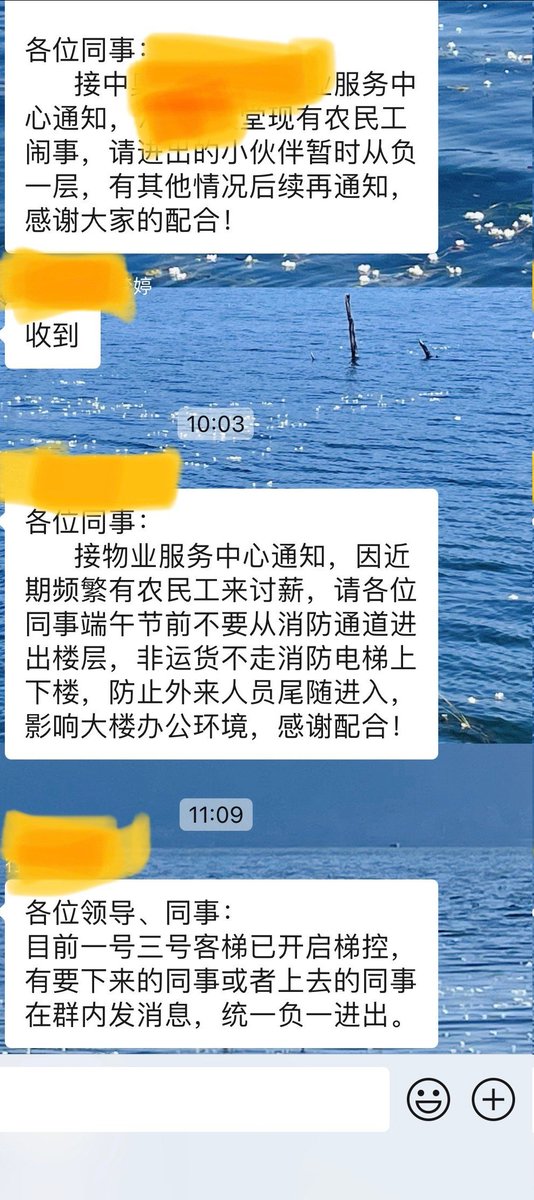 各位同事：
接中服务中
心通知，堂现有农民工
闹事，请进出的小伙伴暂时从负
一层，有其他情况后续再通知，
感谢大家的配合！
婷
收到
10:03
各位同事：
接物业服务中心通知，因近
期频繁有农民工来讨薪，请各位
同事端午节前不要从消防通道进
出楼层，非运货不走消防电梯上
下楼，防止外来人员尾随进入，
影响大楼办公环境，感谢配合！
11:09
各位领导、同事：
目前一号三号客梯已开启梯控，
有要下来的同事或者上去的同事
在群内发消息，统一负一进出。